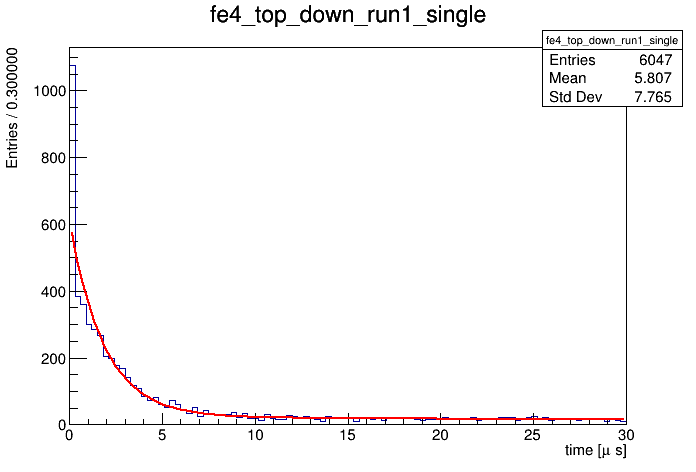 fe4_top_down_run1_single
fe4_top_down_run1_single
Entries 6047
Mean 5.807
Std Dev 7.765
Entries / 0.300000
1000
800
600
400
200
0
0 5 10 15 20 25 30
time [μ s]